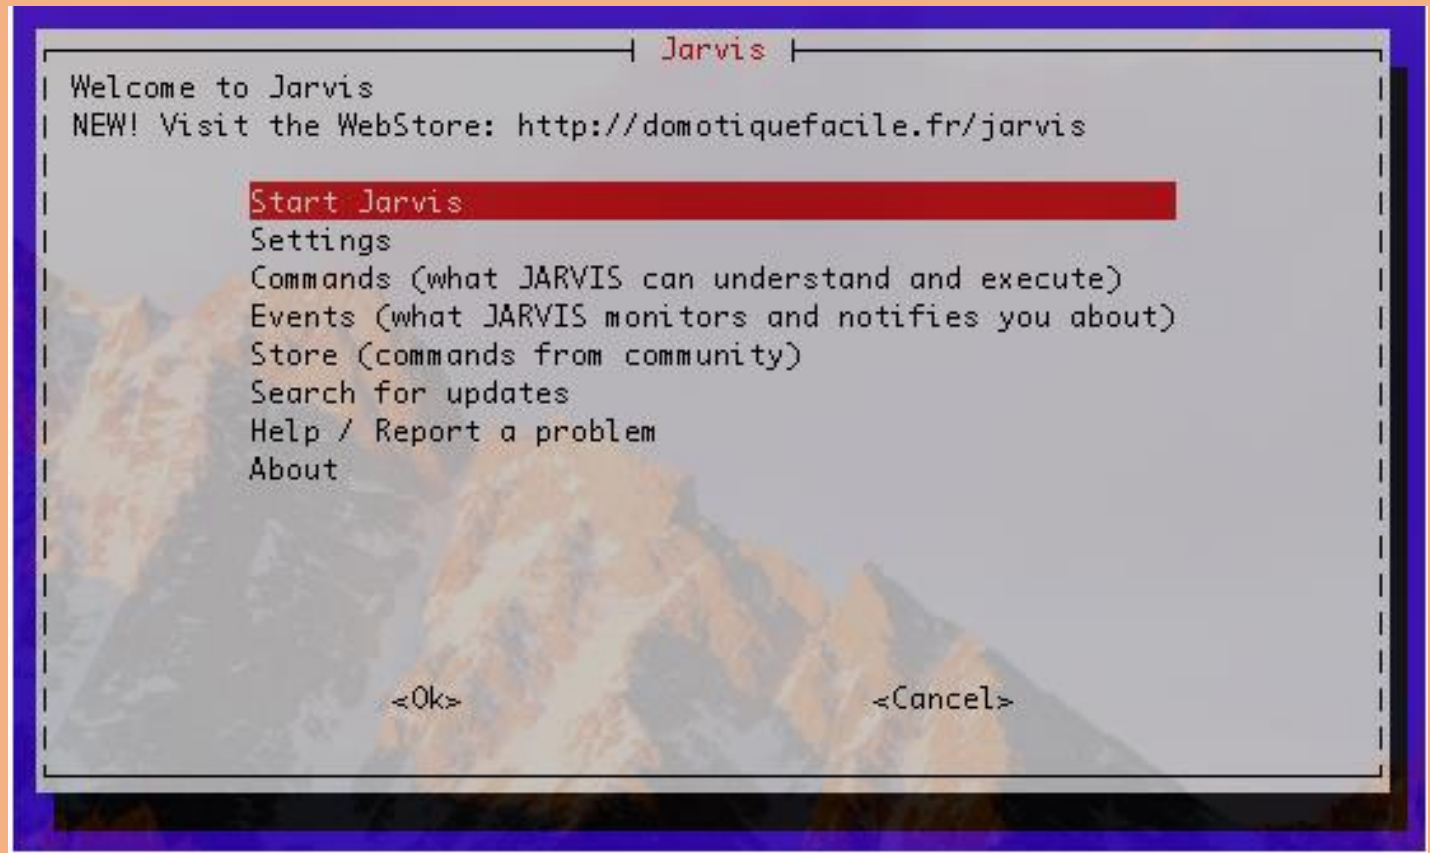 Jarvis
Welcome to Jarvis
NEW! Visit the WebStore: http://domotiquefacile.fr/jarvis
Start Jarvis
Settings
Commands (what JARVIS can understand and execute)
Events (what JARVIS monitors and notifies you about)
Store (commands from community)
Search for updates
Help / Report a problem
About
<Ok> <Cancel>